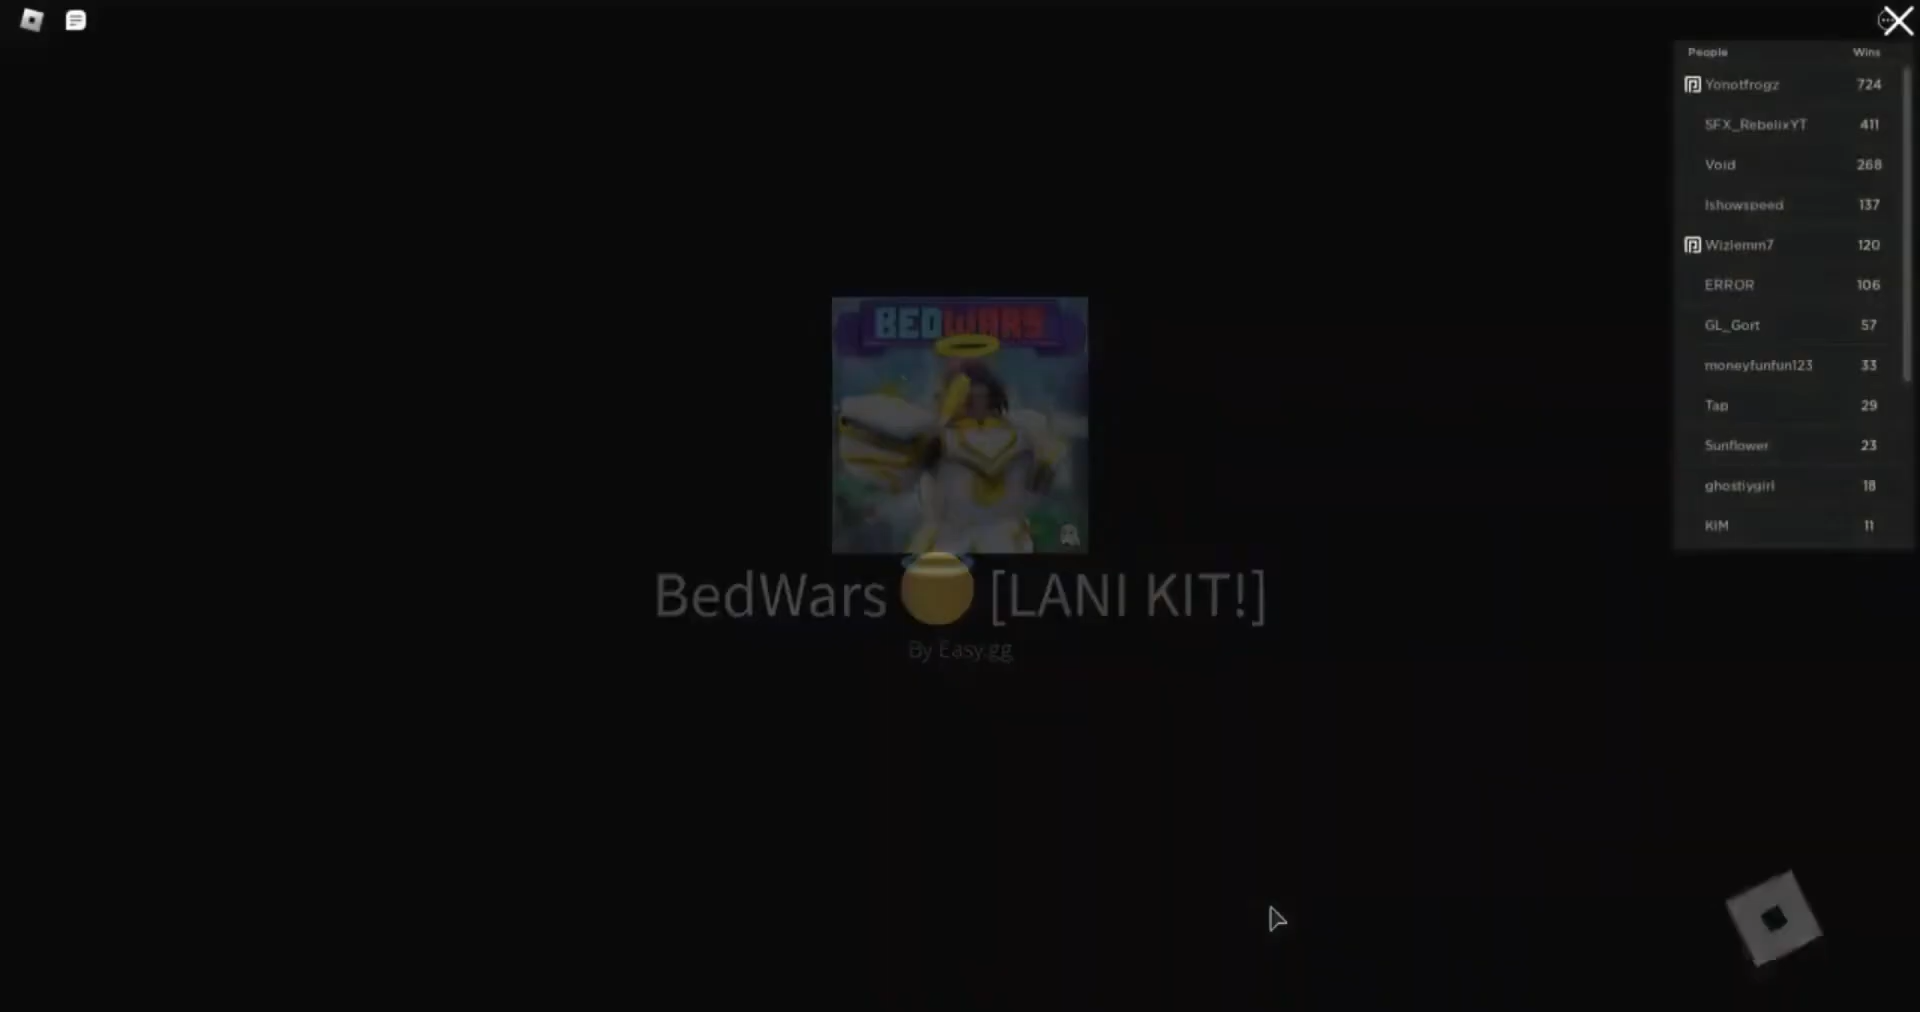 People Wins
Yonotfrogz 724
SFX_RebelixYT 411
Void 268
Ishowspeed 137
Wizlemm7 120
ERROR 106
GL_Gort 57
moneyfunfun123 33
Tap 29
Sunflower 23
ghostiygirl 18
KIM 11
BEDWARS
BedWars 😇 [LANI KIT!]
By Easy.gg